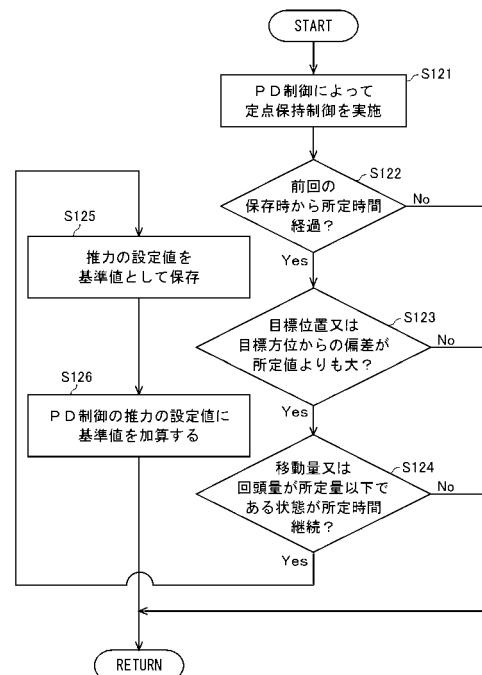 START
S121
PD制御によって
定点保持制御を実施
S122
前回の
保存時から所定時間
経過?
No
Yes
S123
目標位置又は
目標方位からの偏差が
所定値よりも大?
No
Yes
S124
移動量又は
回頭量が所定量以下で
ある状態が所定時間
継続?
No
Yes
S125
推力の設定値を
基準値として保存
S126
PD制御の推力の設定値に
基準値を加算する
RETURN